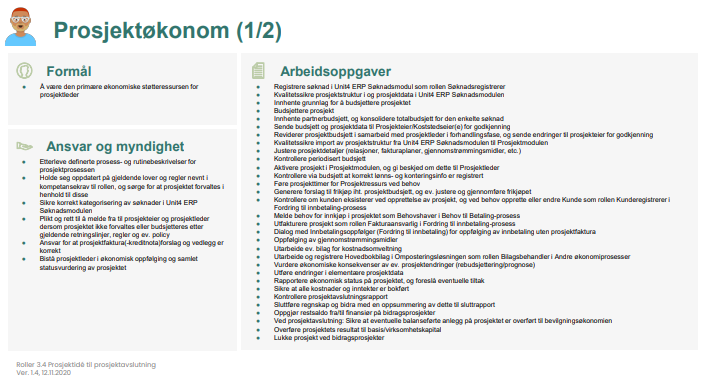 Prosjektøkonom (1/2)
Formål
• Å være den primære økonomiske støtteressursen for
prosjektleder
Ansvar og myndighet
• Etterleve definerte prosess- og rutinebeskrivelser for
prosjektprosessen
• Holde seg oppdatert på gjeldende lover og regler nevnt i
kompetansekrav til rollen, og sørge for at prosjektet forvaltes i
henhold til disse
• Sikre korrekt kategorisering av søknader i Unit4 ERP
Søknadsmodulen
• Plikt og rett til å melde fra til prosjekteier og prosjektleder
dersom prosjektet ikke forvaltes eller budsjetteres etter
gjeldende retningslinjer, regler og ev. policy
• Ansvar for at prosjektfaktura(-kreditnota)forslag og vedlegg er
korrekt
• Bistå prosjektleder i økonomisk oppfølging og samlet
statusvurdering av prosjektet
Arbeidsoppgaver
• Registrere søknad i Unit4 ERP Søknadsmodul som rollen Søknadsregistrerer
• Kvalitetssikre prosjektstruktur i og prosjektdata i Unit4 ERP Søknadsmodulen
• Innhente grunnlag for å budsjettere prosjektet
• Budsjettere prosjekt
• Innhente partnerbudsjett, og konsolidere totalbudsjett for den enkelte søknad
• Sende budsjett og prosjektdata til Prosjekteier/Koststedseier(e) for godkjenning
• Reviderer prosjektbudsjett i samarbeid med prosjektleder i forhandlingsfase, og sende endringer til prosjekteier for godkjenning
• Kvalitetssikre import av prosjektstruktur fra Unit4 ERP Søknadsmodulen til Prosjektmodulen
• Justere prosjektdetaljer (relasjoner, fakturaplaner, gjennomstrømmingsmidler, etc.)
• Kontrollere periodisert budsjett
• Aktivere prosjekt i Prosjektmodulen, og gi beskjed om dette til Prosjektleder
• Kontrollere via budsjett at korrekt lønns- og konteringsinfo er registrert
• Føre prosjekttimer for Prosjektressurs ved behov
• Generere forslag til frikjøp iht. prosjektbudsjett, og ev. justere og gjennomføre frikjøpet
• Kontrollere om kunden eksisterer ved opprettelse av prosjekt, og ved behov opprette eller endre Kunde som rollen Kunderegistrerer i
Fordring til innbetaling-prosess
• Melde behov for innkjøp i prosjektet som Behovshaver i Behov til Betaling-prosess
• Utfakturere prosjekt som rollen Fakturaansvarlig i Fordring til innbetaling-prosess
• Dialog med Innbetalingsoppfølger (Fordring til innbetaling) for oppfølging av innbetaling uten prosjektfaktura
• Oppfølging av gjennomstrømmingsmidler
• Utarbeide ev. bilag for kostnadsomveltning
• Utarbeide og registrere Hovedbokbilag i Omposteringsløsningen som rollen Bilagsbehandler i Andre økonomiprosesser
• Vurdere økonomiske konsekvenser av ev. prosjektendringer (rebudsjettering/prognose)
• Utføre endringer i elementære prosjektdata
• Rapportere økonomisk status på prosjektet, og foreslå eventuelle tiltak
• Sikre at alle kostnader og inntekter er bokført
• Kontrollere prosjektavslutningsrapport
• Sluttføre regnskap og bidra med en oppsummering av dette til sluttrapport
• Oppgjør restsaldo fra/til finansiør på bidragsprosjekter
• Ved prosjektavslutning: Sikre at eventuelle balanseførte anlegg på prosjektet er overført til bevilgningsøkonomien
• Overføre prosjektets resultat til basis/virksomhetskapital
• Lukke prosjekt ved bidragsprosjekter
Roller 3.4 Prosjektidé til prosjektavslutning
Ver. 1.4, 12.11.2020